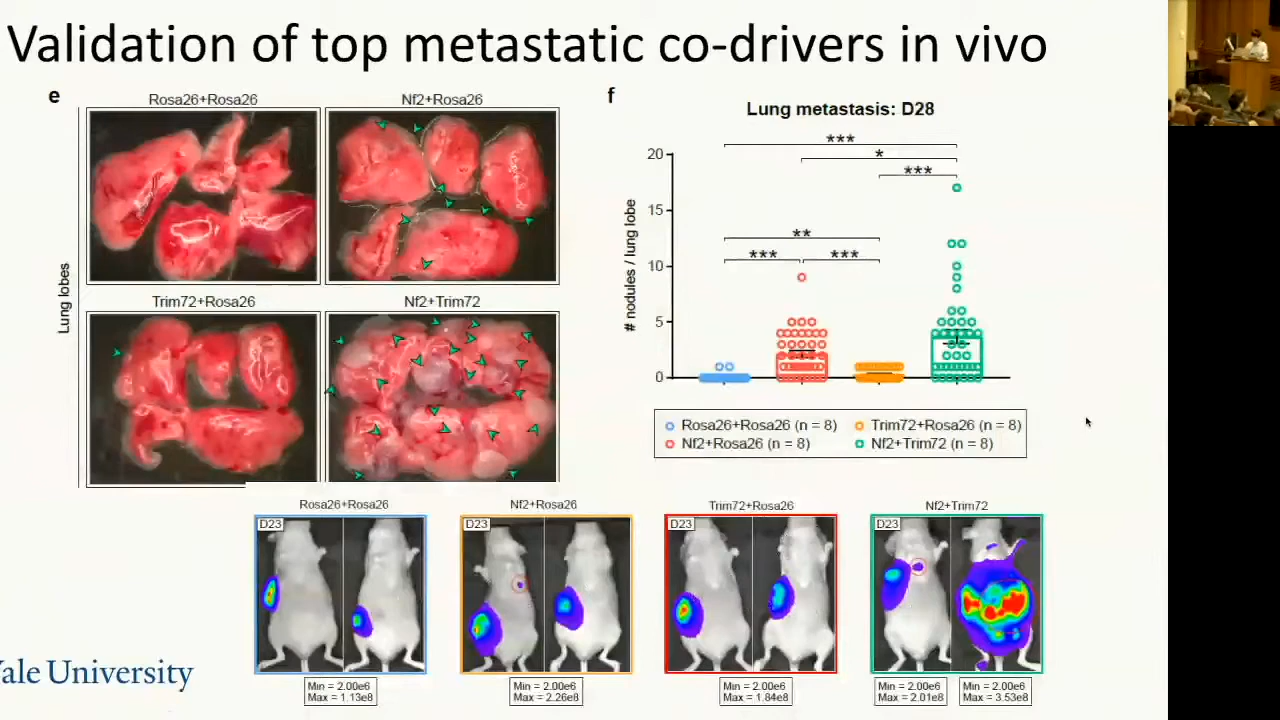 Validation of top metastatic co-drivers in vivo
e
Rosa26+Rosa26
Nf2+Rosa26
Trim72+Rosa26
Nf2+Trim72
Lung lobes
f
Lung metastasis: D28
***
*
***
**
***
***
# nodules / lung lobe
20
15
10
5
0
Rosa26+Rosa26 (n = 8)
Trim72+Rosa26 (n = 8)
Nf2+Rosa26 (n = 8)
Nf2+Trim72 (n = 8)
Rosa26+Rosa26
Nf2+Rosa26
Trim72+Rosa26
Nf2+Trim72
D23
D23
D23
D23
Min = 2.00e6
Max = 1.13e8
Min = 2.00e6
Max = 2.26e8
Min = 2.00e6
Max = 1.84e8
Min = 2.00e6
Max = 2.01e8
Min = 2.00e6
Max = 3.53e8
Yale University